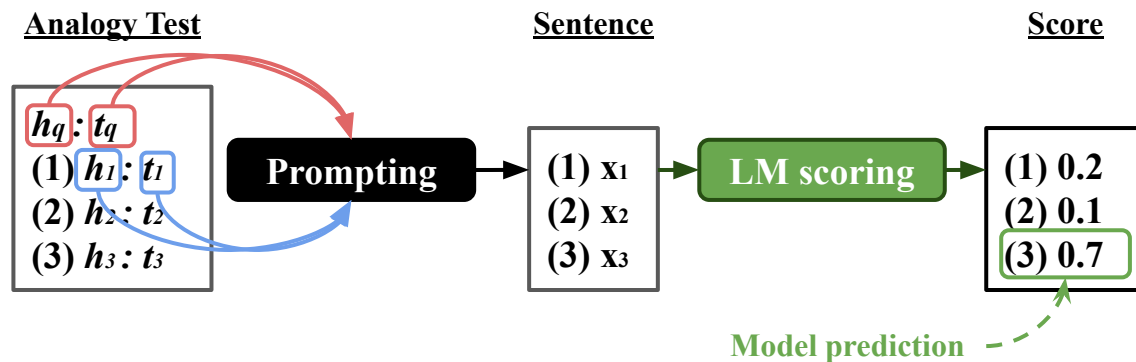 Analogy Test
Sentence
Score
hq : tq
(1) h1 : t1
(2) h2 : t2
(3) h3 : t3
Prompting
(1) x1
(2) x2
(3) x3
LM scoring
(1) 0.2
(2) 0.1
(3) 0.7
Model prediction